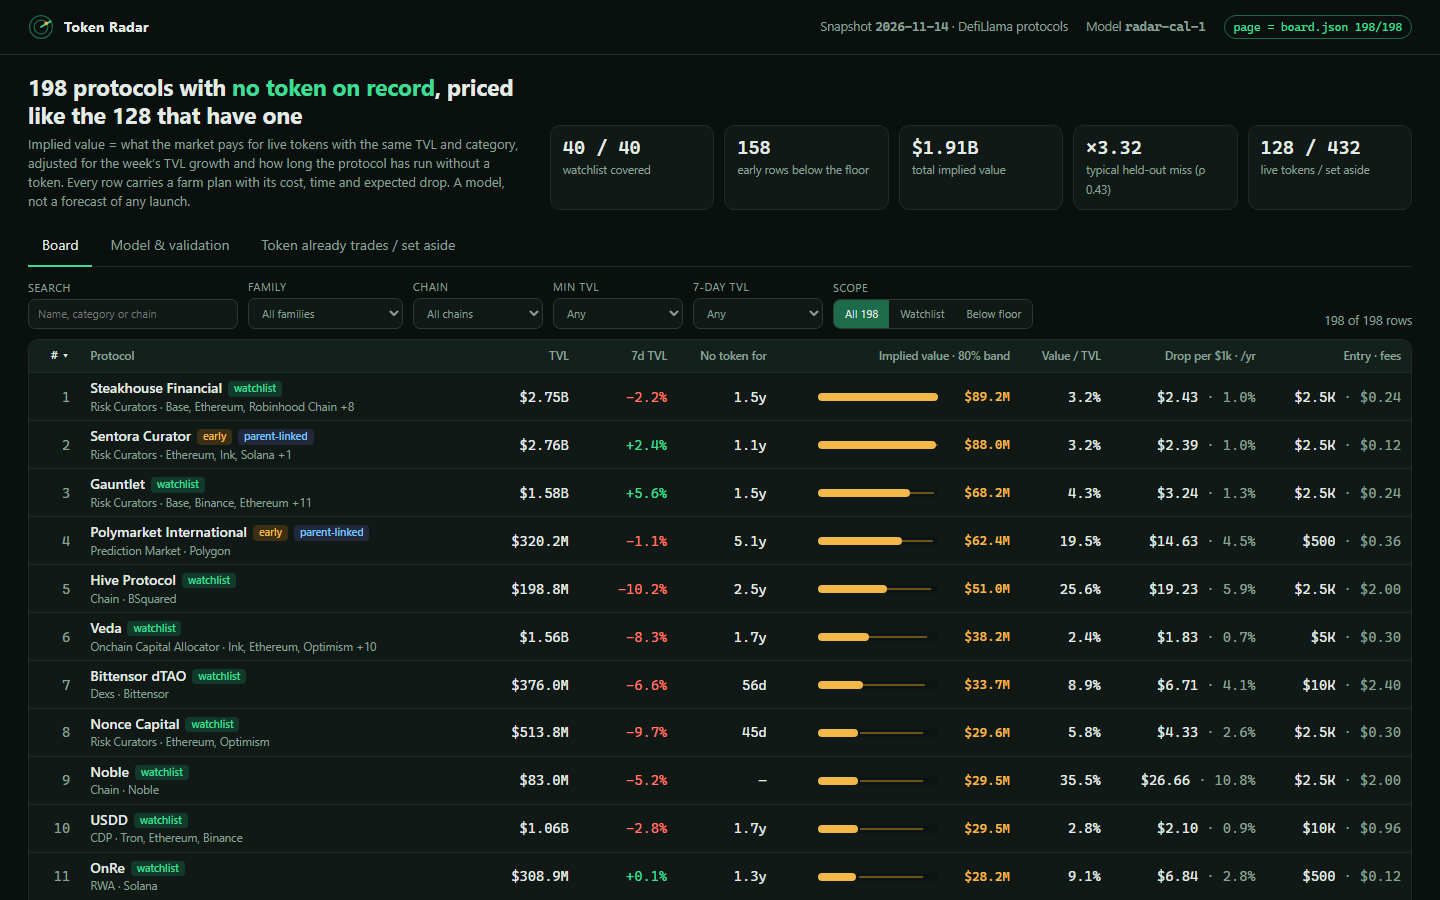 Token Radar
Snapshot 2026-11-14 · DefiLlama protocols
Model radar-cal-1
page = board.json 198/198
198 protocols with no token on record, priced
like the 128 that have one
Implied value = what the market pays for live tokens with the same TVL and category,
adjusted for the week's TVL growth and how long the protocol has run without a
token. Every row carries a farm plan with its cost, time and expected drop. A model,
not a forecast of any launch.
40 / 40
watchlist covered
158
early rows below the floor
$1.91B
total implied value
×3.32
typical held-out miss (ρ
0.43)
128 / 432
live tokens / set aside
Board
Model & validation
Token already trades / set aside
SEARCH
FAMILY
CHAIN
MIN TVL
7-DAY TVL
SCOPE
Name, category or chain
All families
All chains
Any
Any
All 198
Watchlist
Below floor
198 of 198 rows
# ▾ Protocol TVL 7d TVL No token for Implied value · 80% band Value / TVL Drop per $1k · /yr Entry · fees
1 Steakhouse Financial watchlist $2.75B −2.2% 1.5y $89.2M 3.2% $2.43 · 1.0% $2.5K · $0.24
Risk Curators · Base, Ethereum, Robinhood Chain +8
2 Sentora Curator early parent-linked $2.76B +2.4% 1.1y $88.0M 3.2% $2.39 · 1.0% $2.5K · $0.12
Risk Curators · Ethereum, Ink, Solana +1
3 Gauntlet watchlist $1.58B +5.6% 1.5y $68.2M 4.3% $3.24 · 1.3% $2.5K · $0.24
Risk Curators · Base, Binance, Ethereum +11
4 Polymarket International early parent-linked $320.2M −1.1% 5.1y $62.4M 19.5% $14.63 · 4.5% $500 · $0.36
Prediction Market · Polygon
5 Hive Protocol watchlist $198.8M −10.2% 2.5y $51.0M 25.6% $19.23 · 5.9% $2.5K · $2.00
Chain · BSquared
6 Veda watchlist $1.56B −8.3% 1.7y $38.2M 2.4% $1.83 · 0.7% $5K · $0.30
Onchain Capital Allocator · Ink, Ethereum, Optimism +10
7 Bittensor dTAO watchlist $376.0M −6.6% 56d $33.7M 8.9% $6.71 · 4.1% $10K · $2.40
Dexs · Bittensor
8 Nonce Capital watchlist $513.8M −9.7% 45d $29.6M 5.8% $4.33 · 2.6% $2.5K · $0.30
Risk Curators · Ethereum, Optimism
9 Noble watchlist $83.0M −5.2% — $29.5M 35.5% $26.66 · 10.8% $2.5K · $2.00
Chain · Noble
10 USDD watchlist $1.06B −2.8% 1.7y $29.5M 2.8% $2.10 · 0.9% $10K · $0.96
CDP · Tron, Ethereum, Binance
11 OnRe watchlist $308.9M +0.1% 1.3y $28.2M 9.1% $6.84 · 2.8% $500 · $0.12
RWA · Solana